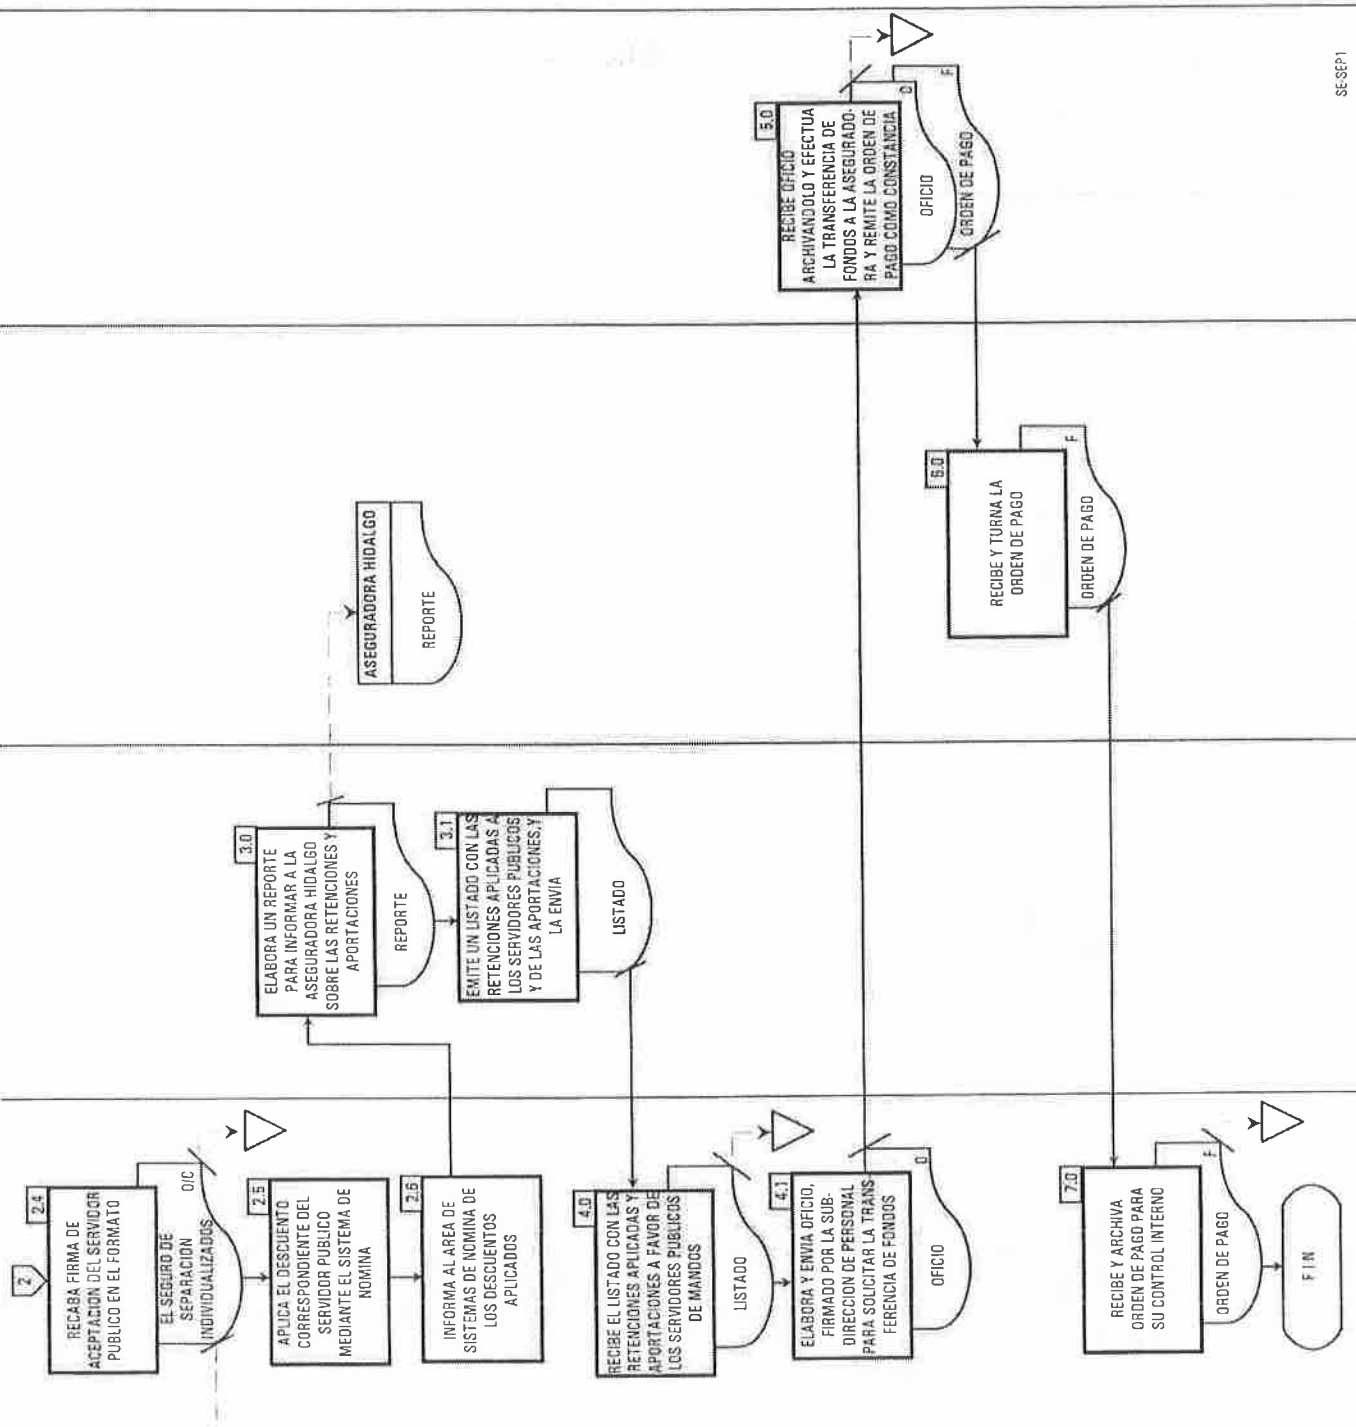 2
2.4
RECABA FIRMA DE
ACEPTACION DEL SERVIDOR
PUBLICO EN EL FORMATO
O/C
EL SEGURO DE
SEPARACION
INDIVIDUALIZADOS
2.5
APLICA EL DESCUENTO
CORRESPONDIENTE DEL
SERVIDOR PUBLICO
MEDIANTE EL SISTEMA DE
NOMINA
2.6
INFORMA AL AREA DE
SISTEMAS DE NOMINA DE
LOS DESCUENTOS
APLICADOS
3.0
ELABORA UN REPORTE
PARA INFORMAR A LA
ASEGURADORA HIDALGO
SOBRE LAS RETENCIONES Y
APORTACIONES
REPORTE
ASEGURADORA HIDALGO
REPORTE
3.1
EMITE UN LISTADO CON LAS
RETENCIONES APLICADAS A
LOS SERVIDORES PUBLICOS
Y DE LAS APORTACIONES,Y
LA ENVIA
LISTADO
4.0
RECIBE EL LISTADO CON LAS
RETENCIONES APLICADAS Y
APORTACIONES A FAVOR DE
LOS SERVIDORES PUBLICOS
DE MANDOS
LISTADO
4.1
ELABORA Y ENVIA OFICIO,
FIRMADO POR LA SUB-
DIRECCION DE PERSONAL
PARA SOLICITAR LA TRANS-
FERENCIA DE FONDOS
O
OFICIO
5.0
RECIBE OFICIO
ARCHIVANDOLO Y EFECTUA
LA TRANSFERENCIA DE
FONDOS A LA ASEGURADO-
RA Y REMITE LA ORDEN DE
PAGO COMO CONSTANCIA
O
OFICIO
F
ORDEN DE PAGO
6.0
RECIBE Y TURNA LA
ORDEN DE PAGO
F
ORDEN DE PAGO
7.0
RECIBE Y ARCHIVA
ORDEN DE PAGO PARA
SU CONTROL INTERNO
F
ORDEN DE PAGO
FIN
SE-SEP1